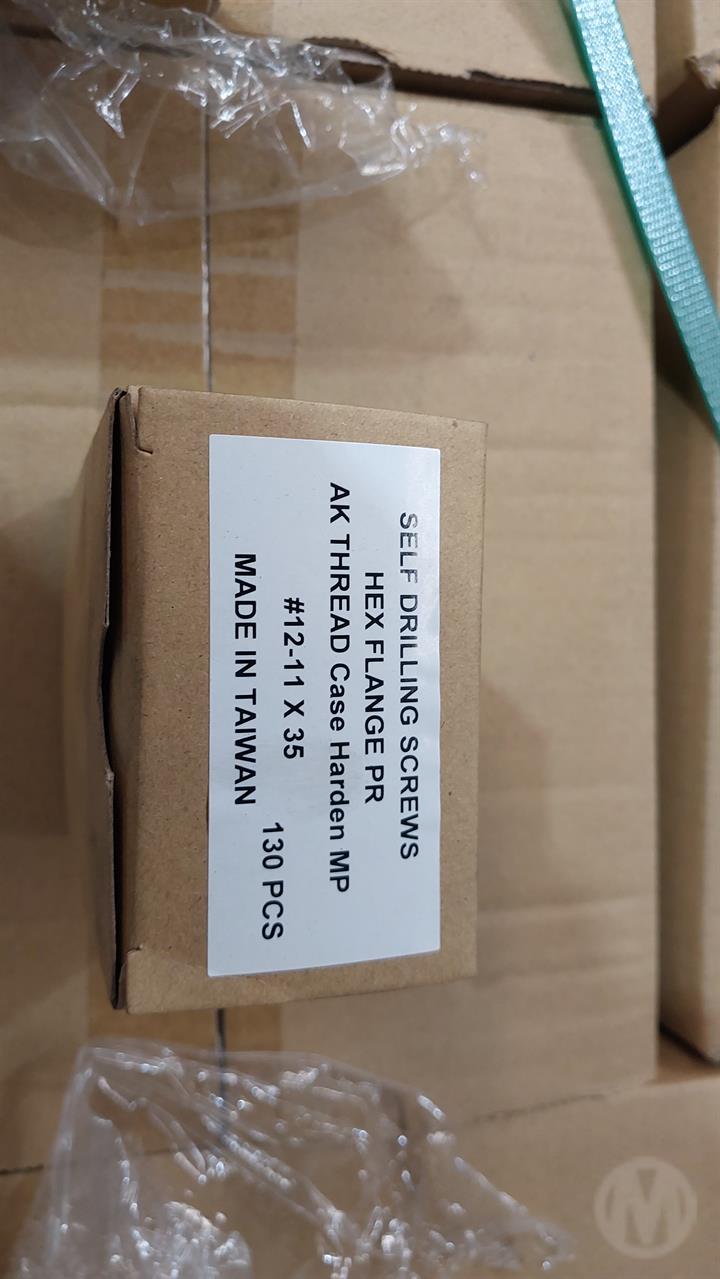 SELF DRILLING SCREWS
HEX FLANGE PR
AK THREAD Case Harden MP
#12-11 X 35
130 PCS
MADE IN TAIWAN
M